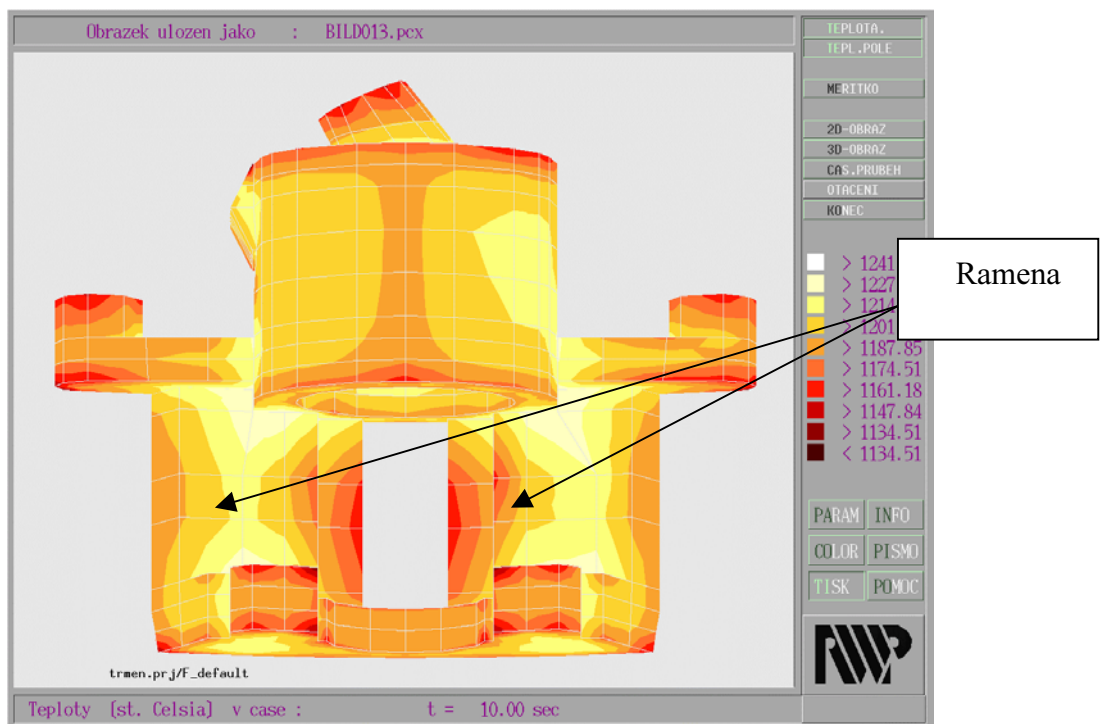 Obrazek ulozen jako : BILD013.pcx
TEPLOTA.
TEPL.POLE
MERITKO
2D-OBRAZ
3D-OBRAZ
CAS.PRUBEH
OTACENI
KONEC
> 1241
> 1227
> 1214
> 1201
> 1187.85
> 1174.51
> 1161.18
> 1147.84
> 1134.51
< 1134.51
Ramena
PARAM INFO
COLOR PISMO
TISK POMOC
RWP
trmen.prj/F_default
Teploty [st. Celsia] v case : t = 10.00 sec